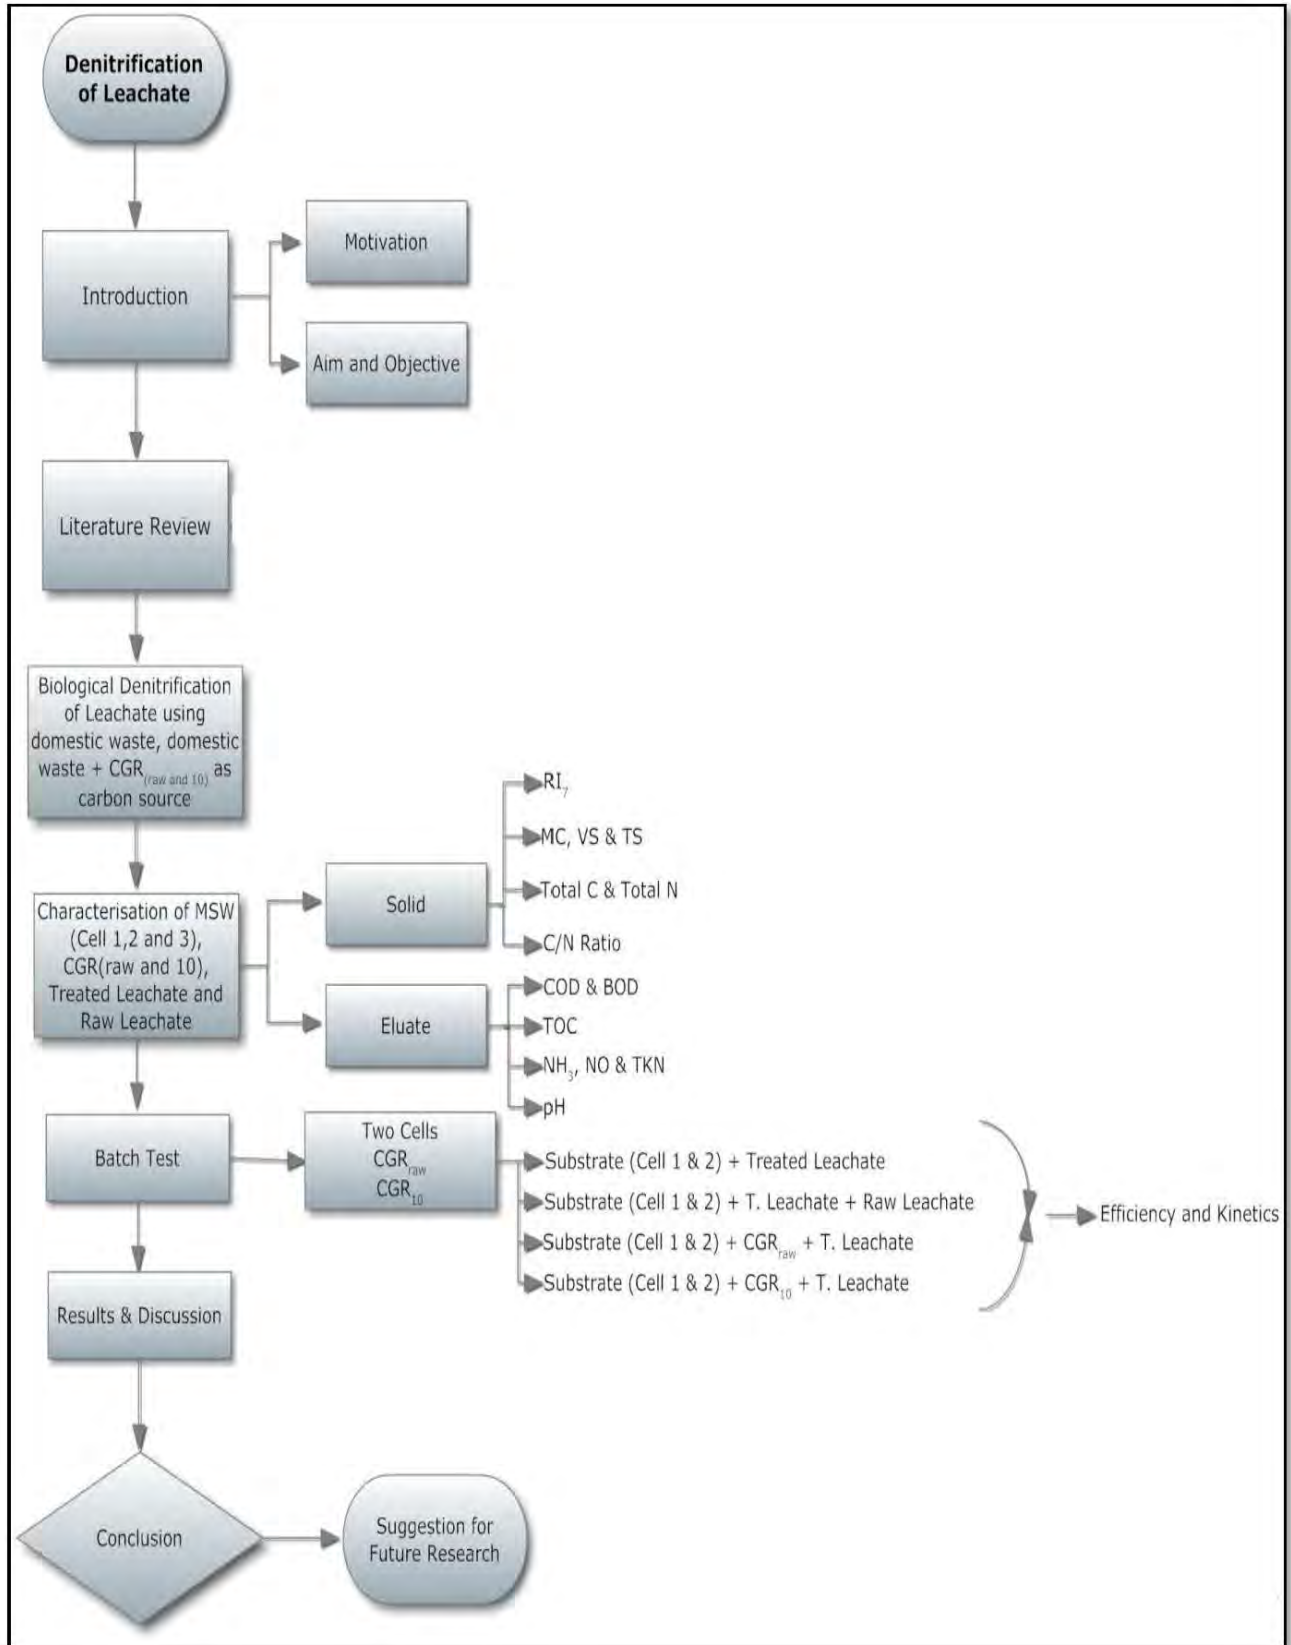 Denitrification
of Leachate
Introduction
Motivation
Aim and Objective
Literature Review
Biological Denitrification
of Leachate using
domestic waste, domestic
waste + CGR(raw and 10) as
carbon source
Characterisation of MSW
(Cell 1,2 and 3),
CGR(raw and 10),
Treated Leachate and
Raw Leachate
Solid
RI7
MC, VS & TS
Total C & Total N
C/N Ratio
Eluate
COD & BOD
TOC
NH3, NO & TKN
pH
Batch Test
Two Cells
CGRraw
CGR10
Substrate (Cell 1 & 2) + Treated Leachate
Substrate (Cell 1 & 2) + T. Leachate + Raw Leachate
Substrate (Cell 1 & 2) + CGRraw + T. Leachate
Substrate (Cell 1 & 2) + CGR10 + T. Leachate
Efficiency and Kinetics
Results & Discussion
Conclusion
Suggestion for
Future Research